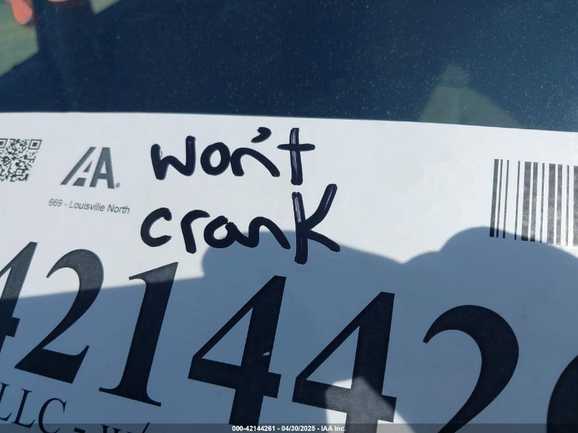 IAA
669 - Louisville North
won't
crank
4214426
LLC -
000-42144261 - 04/30/2025 - IAA Inc.